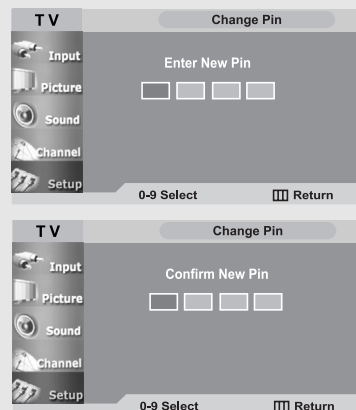 TV
Change Pin
Input
Enter New Pin
Picture
Sound
Channel
Setup
0-9 Select
Return
TV
Change Pin
Input
Confirm New Pin
Picture
Sound
Channel
Setup
0-9 Select
Return